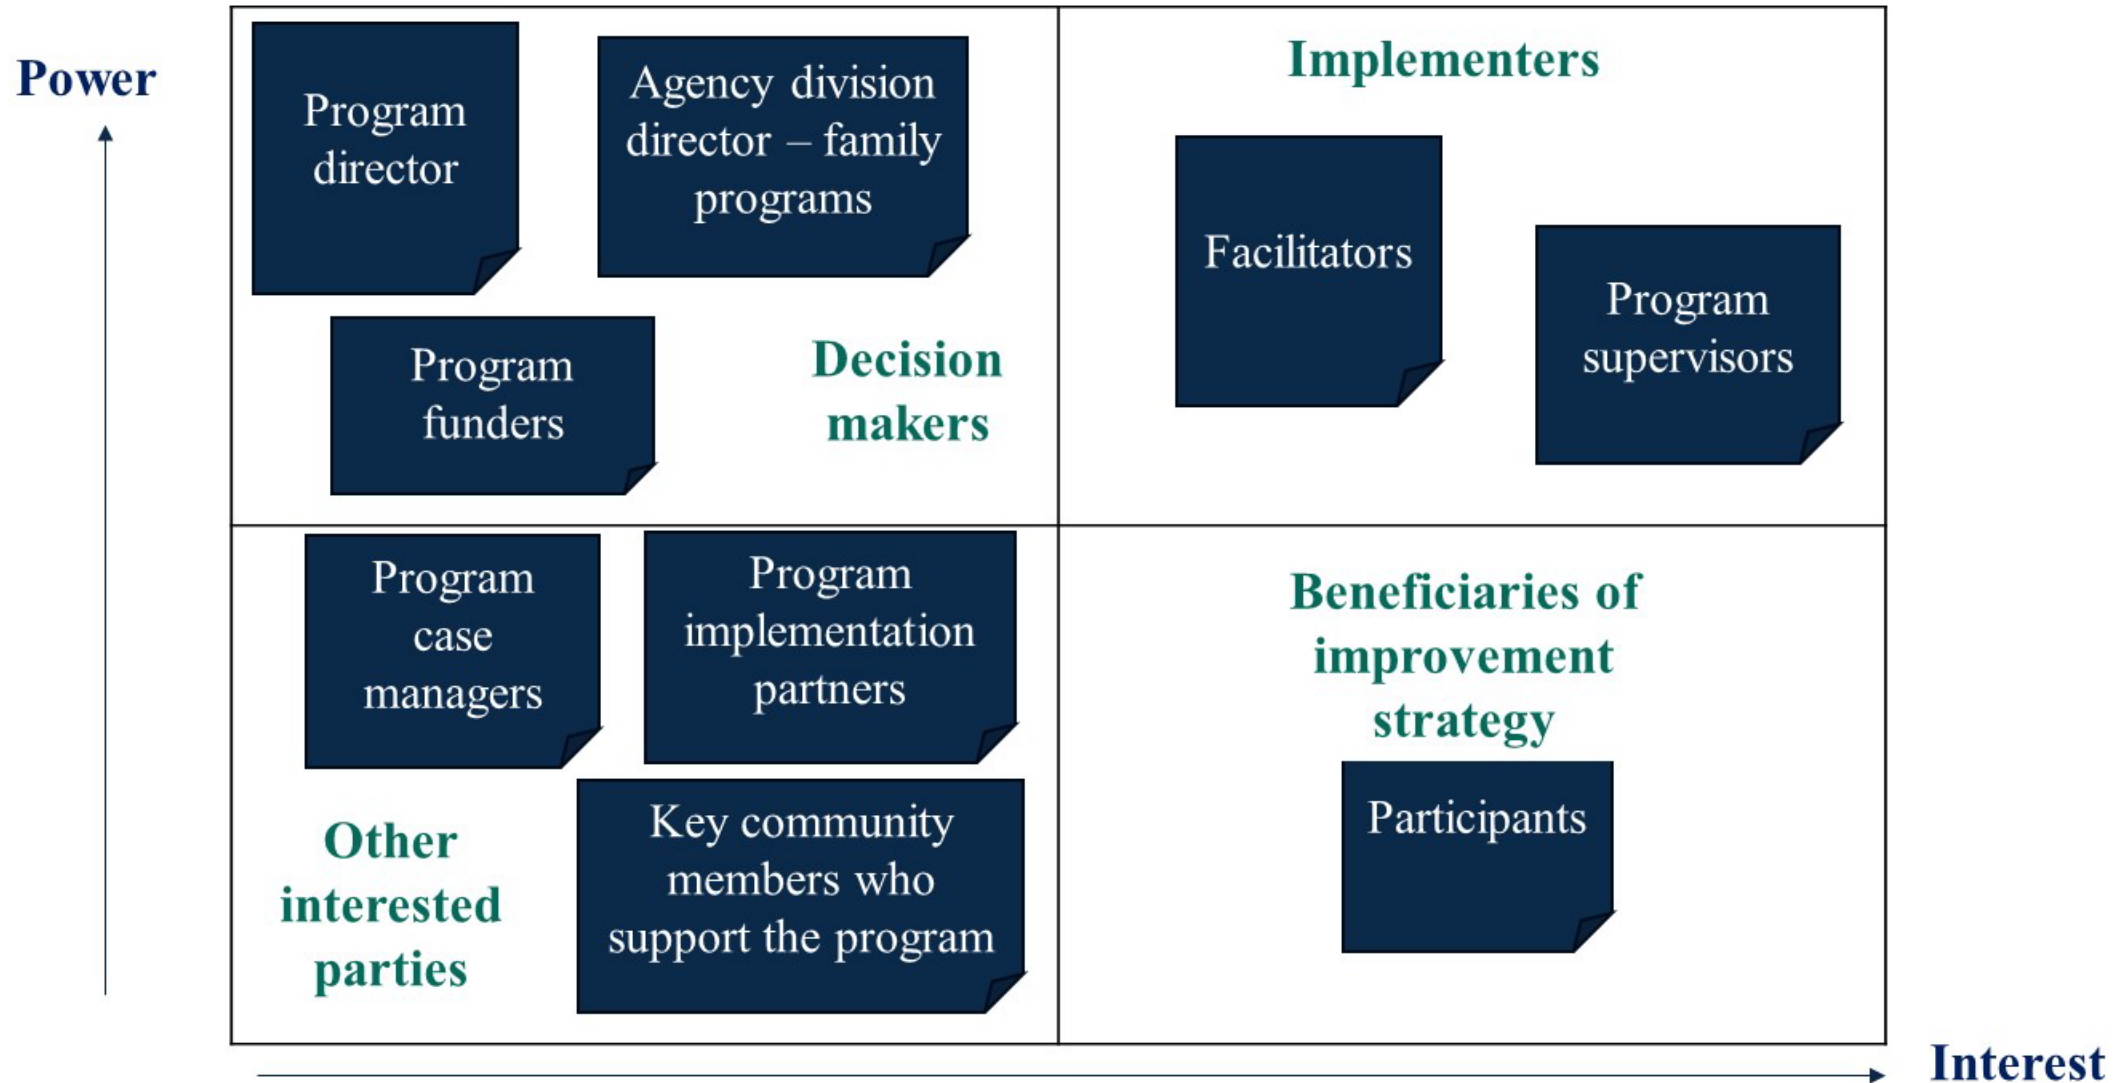 Power
Program
director
Agency division
director – family
programs
Program
funders
Decision
makers
Implementers
Facilitators
Program
supervisors
Program
case
managers
Program
implementation
partners
Other
interested
parties
Key community
members who
support the program
Beneficiaries of
improvement
strategy
Participants
Interest